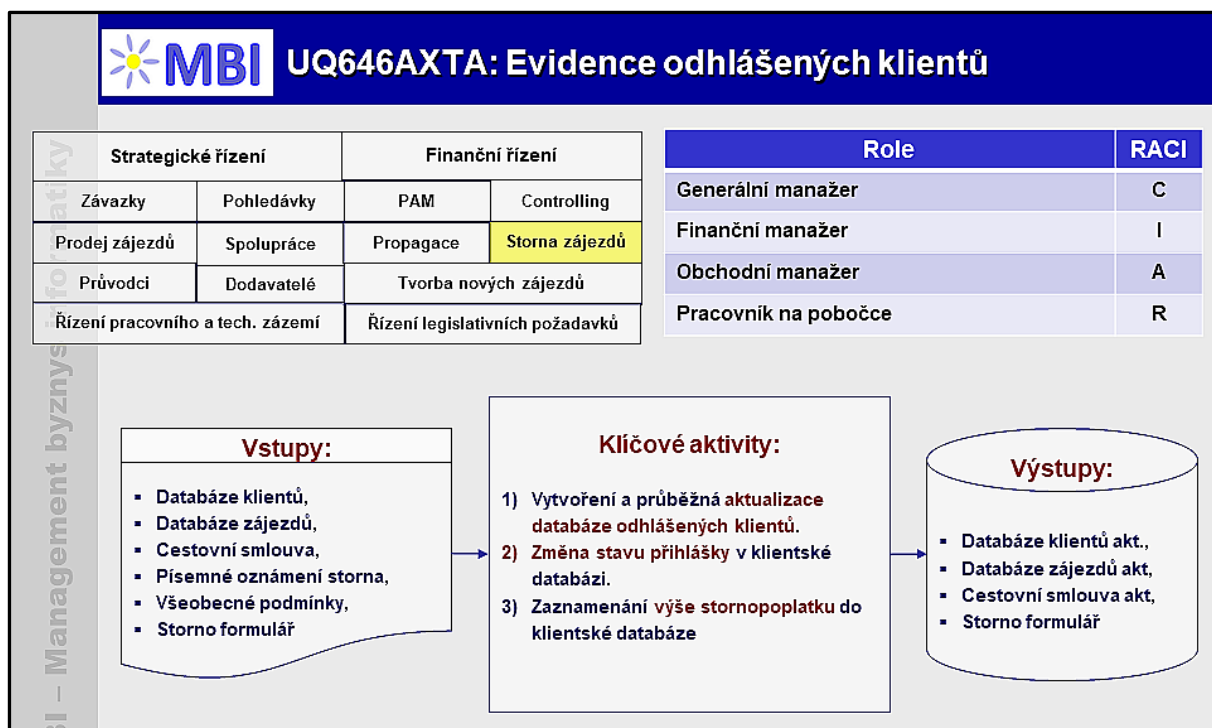 MBI
UQ646AXTA: Evidence odhlášených klientů
Strategické řízení
Finanční řízení
Závazky
Pohledávky
PAM
Controlling
Prodej zájezdů
Spolupráce
Propagace
Storna zájezdů
Průvodci
Dodavatelé
Tvorba nových zájezdů
Řízení pracovního a tech. zázemí
Řízení legislativních požadavků
Role RACI
Generální manažer C
Finanční manažer I
Obchodní manažer A
Pracovník na pobočce R
Vstupy:
▪ Databáze klientů,
▪ Databáze zájezdů,
▪ Cestovní smlouva,
▪ Písemné oznámení storna,
▪ Všeobecné podmínky,
▪ Storno formulář
Klíčové aktivity:
1) Vytvoření a průběžná aktualizace
databáze odhlášených klientů.
2) Změna stavu přihlášky v klientské
databázi.
3) Zaznamenání výše stornopoplatku do
klientské databáze
Výstupy:
▪ Databáze klientů akt.,
▪ Databáze zájezdů akt,
▪ Cestovní smlouva akt,
▪ Storno formulář
– Management byznys informatiky